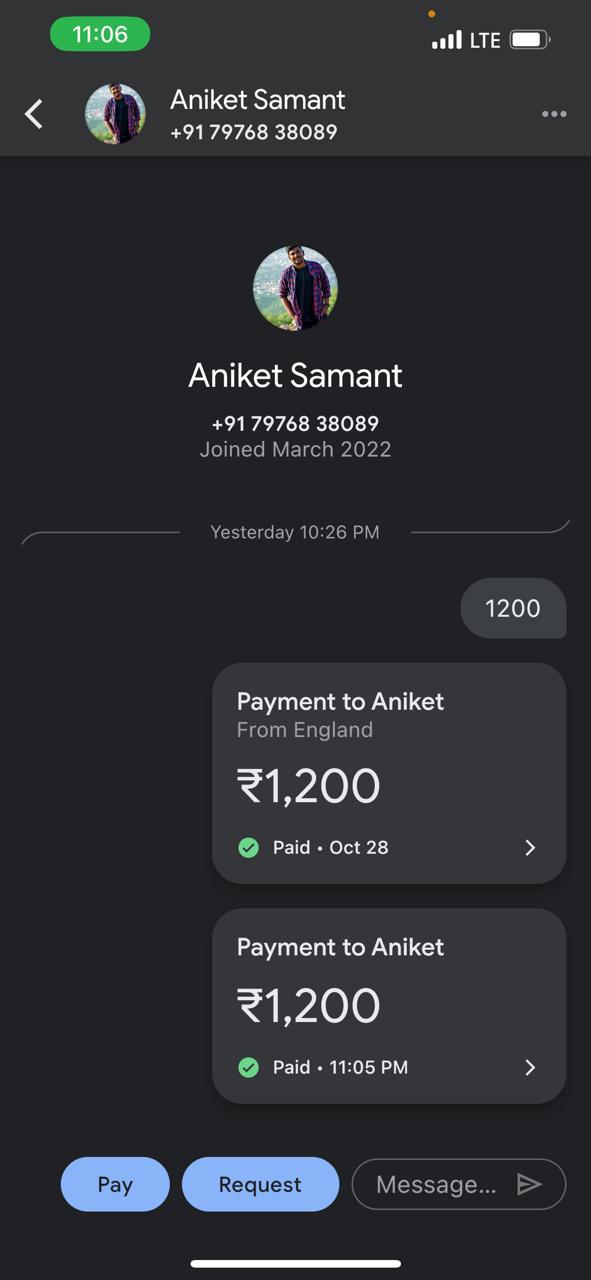 11:06
LTE
Aniket Samant
+91 79768 38089
Aniket Samant
+91 79768 38089
Joined March 2022
Yesterday 10:26 PM
1200
Payment to Aniket
From England
₹1,200
Paid • Oct 28
Payment to Aniket
₹1,200
Paid • 11:05 PM
Pay
Request
Message...